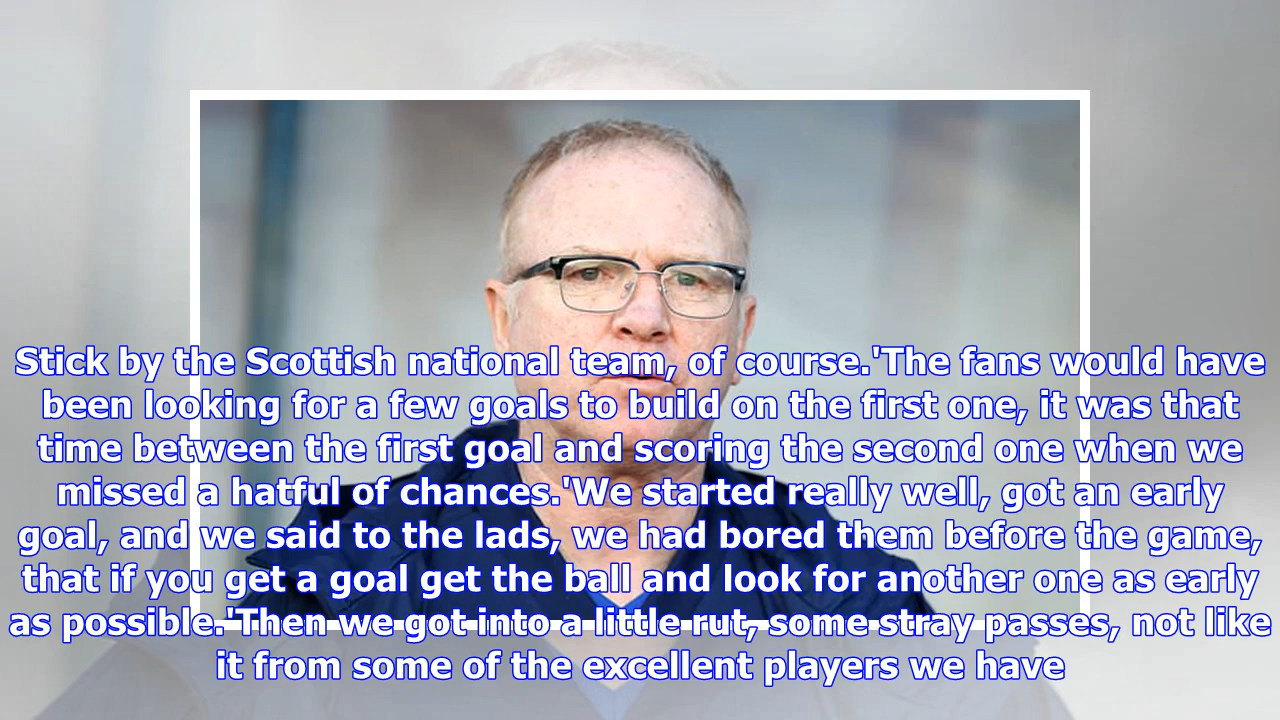 Stick by the Scottish national team, of course.'The fans would have
been looking for a few goals to build on the first one, it was that
time between the first goal and scoring the second one when we
missed a hatful of chances.'We started really well, got an early
goal, and we said to the lads, we had bored them before the game,
that if you get a goal get the ball and look for another one as early
as possible.'Then we got into a little rut, some stray passes, not like
it from some of the excellent players we have